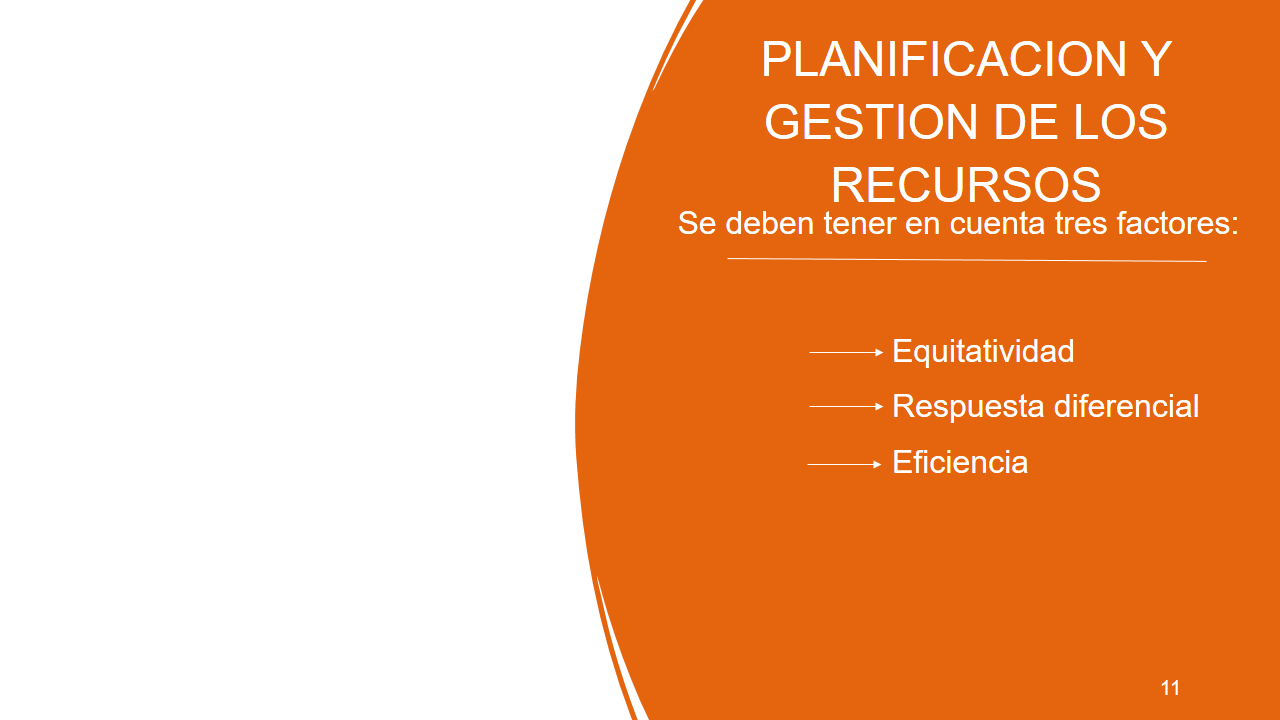 PLANIFICACION Y
GESTION DE LOS
RECURSOS
Se deben tener en cuenta tres factores:
Equitatividad
Respuesta diferencial
Eficiencia
11